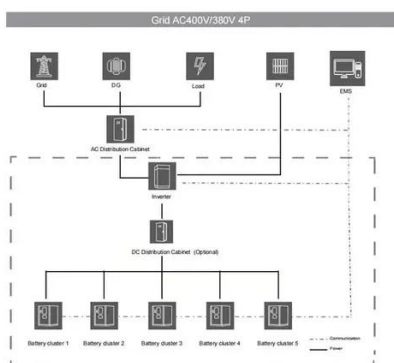 Grid AC400V/380V 4P
Grid
DG
Load
PV
EMS
AC Distribution Cabinet
Inverter
DC Distribution Cabinet (Optional)
Battery cluster 1
Battery cluster 2
Battery cluster 3
Battery cluster 4
Battery cluster 5
Communication
Power